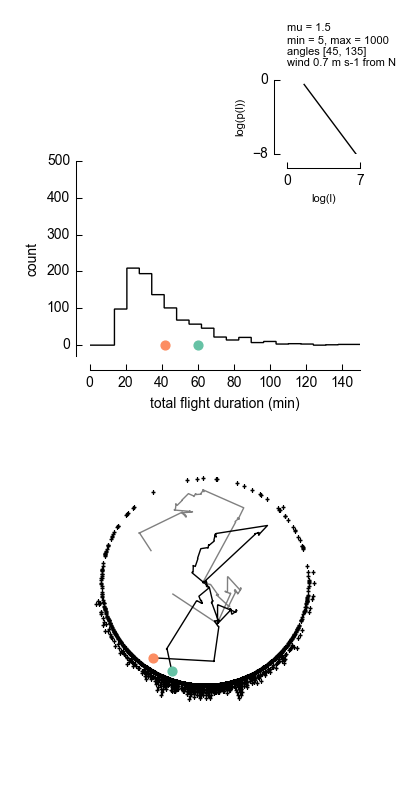 mu = 1.5
min = 5, max = 1000
angles [45, 135]
wind 0.7 m s-1 from N
0
log(p(l))
−8
0 7
log(l)
500
400
300
count
200
100
0
0 20 40 60 80 100 120 140
total flight duration (min)